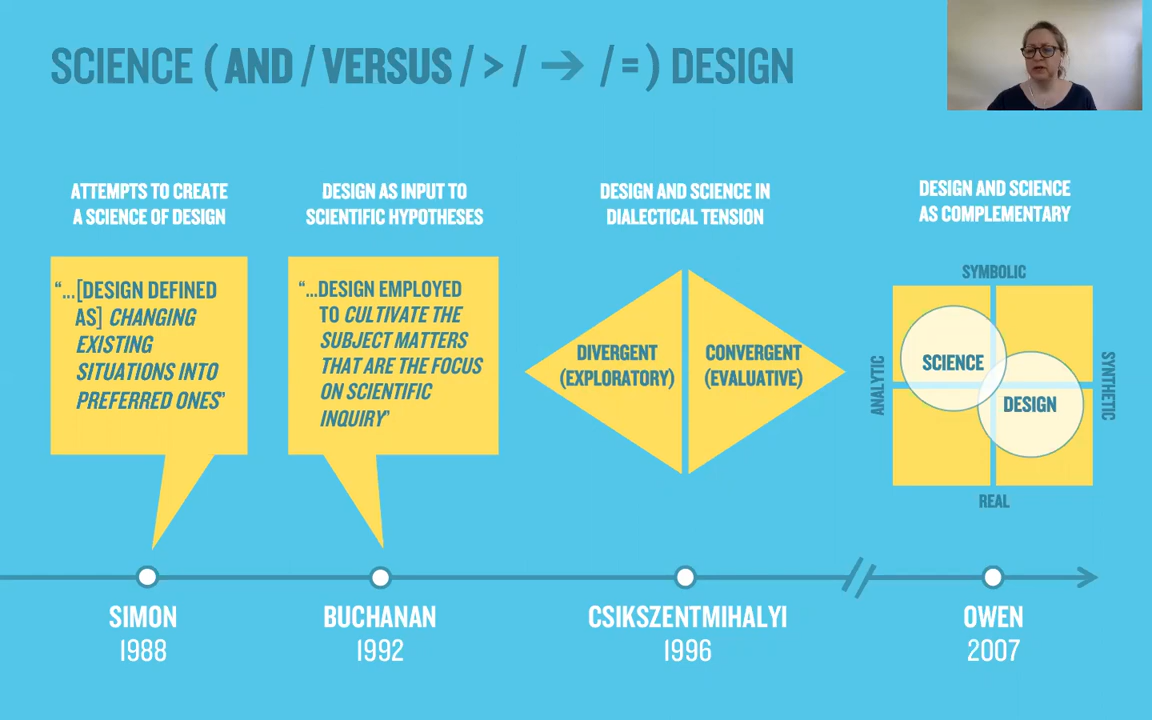 SCIENCE (AND / VERSUS / > / → / =) DESIGN
ATTEMPTS TO CREATE
A SCIENCE OF DESIGN
"...[DESIGN DEFINED
AS] CHANGING
EXISTING
SITUATIONS INTO
PREFERRED ONES"
SIMON
1988
DESIGN AS INPUT TO
SCIENTIFIC HYPOTHESES
"...DESIGN EMPLOYED
TO CULTIVATE THE
SUBJECT MATTERS
THAT ARE THE FOCUS
ON SCIENTIFIC
INQUIRY"
BUCHANAN
1992
DESIGN AND SCIENCE IN
DIALECTICAL TENSION
DIVERGENT
(EXPLORATORY)
CONVERGENT
(EVALUATIVE)
CSIKSZENTMIHALYI
1996
DESIGN AND SCIENCE
AS COMPLEMENTARY
SYMBOLIC
ANALYTIC
SCIENCE
DESIGN
SYNTHETIC
REAL
OWEN
2007